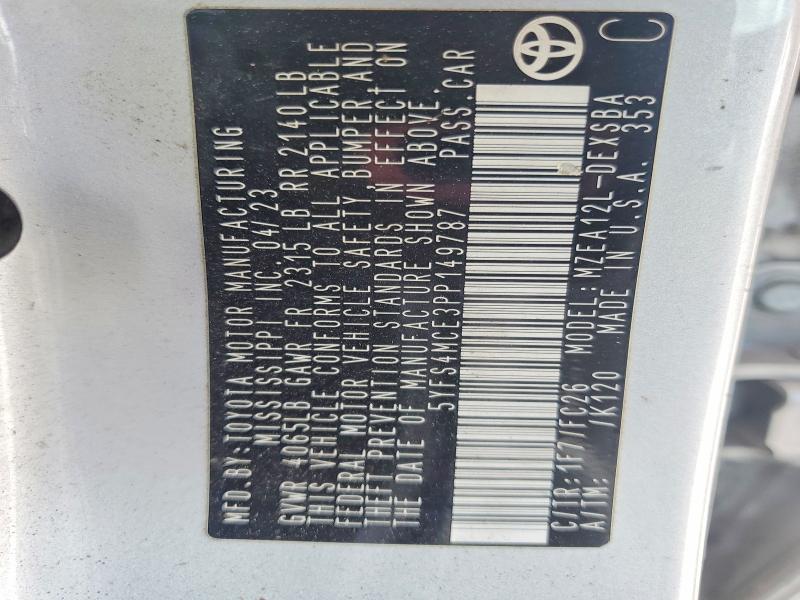 MFD.BY:TOYOTA MOTOR MANUFACTURING
MISSISSIPPI INC. 04/23
GVWR 4065LB GAWR FR 2315 LB RR 2140LB
THIS VEHICLE CONFORMS TO ALL APPLICABLE
FEDERAL MOTOR VEHICLE SAFETY, BUMPER, AND
THEFT PREVENTION STANDARDS IN EFFECT ON
THE DATE OF MANUFACTURE SHOWN ABOVE.
5YFS4MCE3PP149787 PASS.CAR
C/TR:1F7/FC26 MODEL:MZEA12L-DEXSBA
A/TM: /K120 MADE IN U.S.A. 353
C